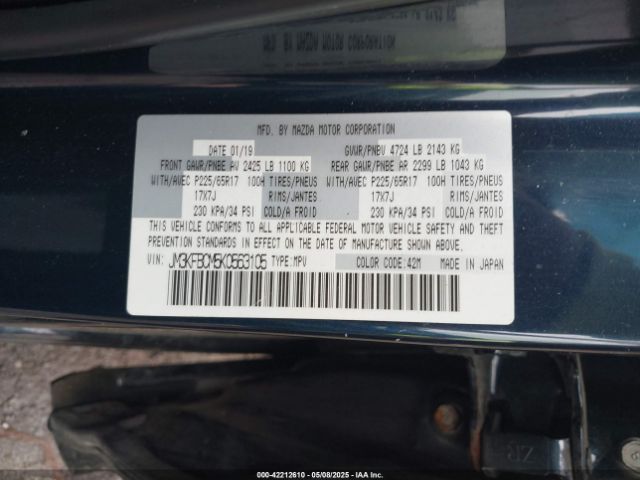 MFD. BY MAZDA MOTOR CORPORATION
DATE 01/19 GVWR/PNBV 4724 LB 2143 KG
FRONT GAWR/PNBE AV 2425 LB 1100 KG REAR GAWR/PNBE AR 2299 LB 1043 KG
WITH/AVEC P225/65R17 100H TIRES/PNEUS WITH/AVEC P225/65R17 100H TIRES/PNEUS
17X7J RIMS/JANTES 17X7J RIMS/JANTES
230 KPA/34 PSI COLD/A FROID 230 KPA/34 PSI COLD/A FROID
THIS VEHICLE CONFORMS TO ALL APPLICABLE FEDERAL MOTOR VEHICLE SAFETY AND THEFT
PREVENTION STANDARDS IN EFFECT ON THE DATE OF MANUFACTURE SHOWN ABOVE.
VIN: JM3KFBCM5K0563105 TYPE:MPV COLOR CODE:42M MADE IN JAPAN
000-42212610 - 05/08/2025 - IAAI.COM